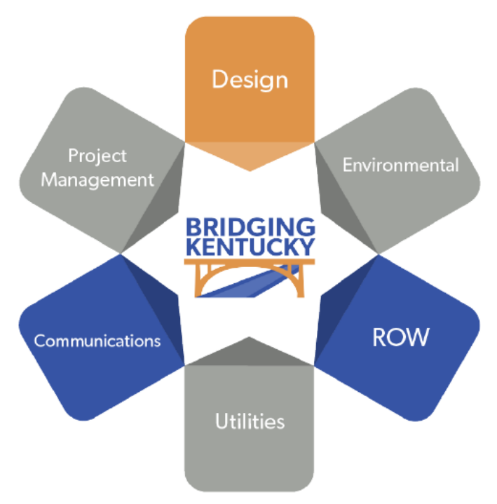 Design
Project
Management
Environmental
BRIDGING
KENTUCKY
Communications
ROW
Utilities